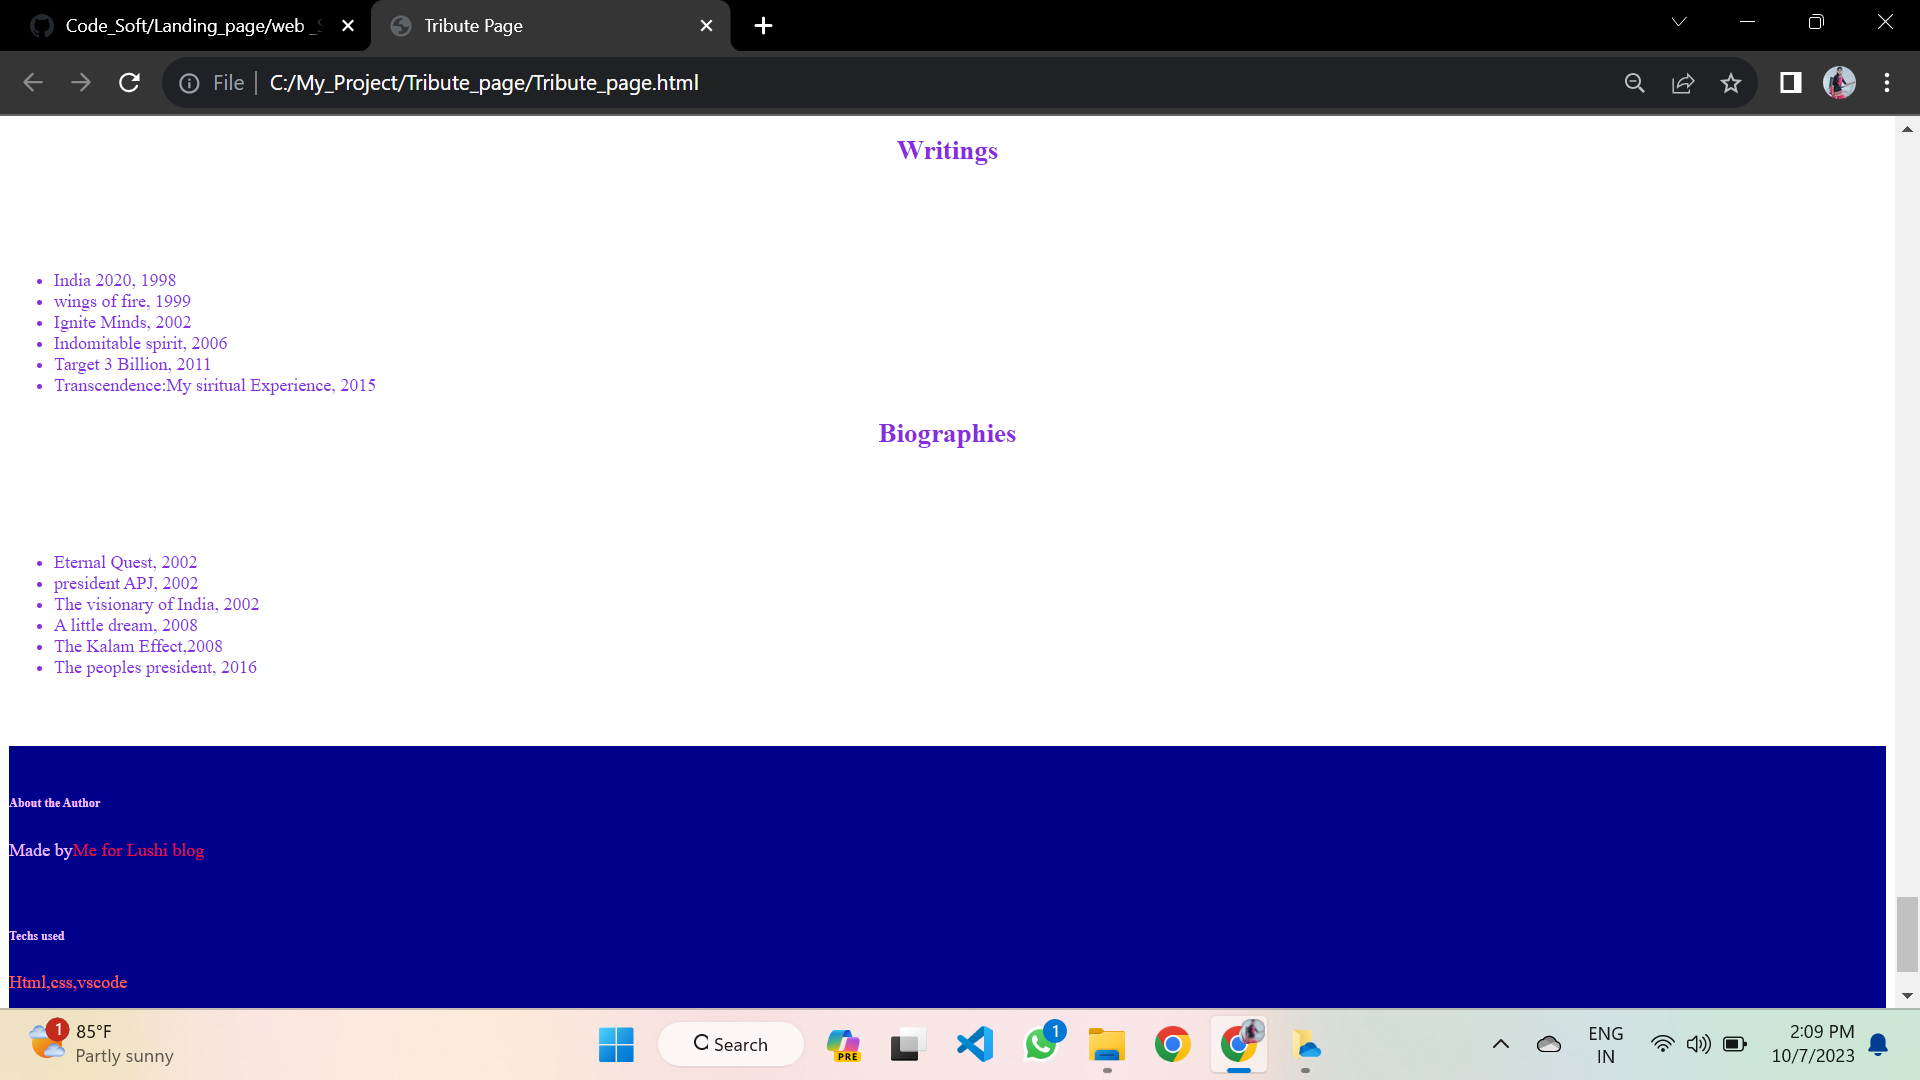 Code_Soft/Landing_page/web_
Tribute Page
File
C:/My_Project/Tribute_page/Tribute_page.html
Writings
India 2020, 1998
wings of fire, 1999
Ignite Minds, 2002
Indomitable spirit, 2006
Target 3 Billion, 2011
Transcendence:My siritual Experience, 2015
Biographies
Eternal Quest, 2002
president APJ, 2002
The visionary of India, 2002
A little dream, 2008
The Kalam Effect,2008
The peoples president, 2016
About the Author
Made byMe for Lushi blog
Techs used
Html,css,vscode
1
85°F
Partly sunny
Search
PRE
1
ENG
IN
2:09 PM
10/7/2023